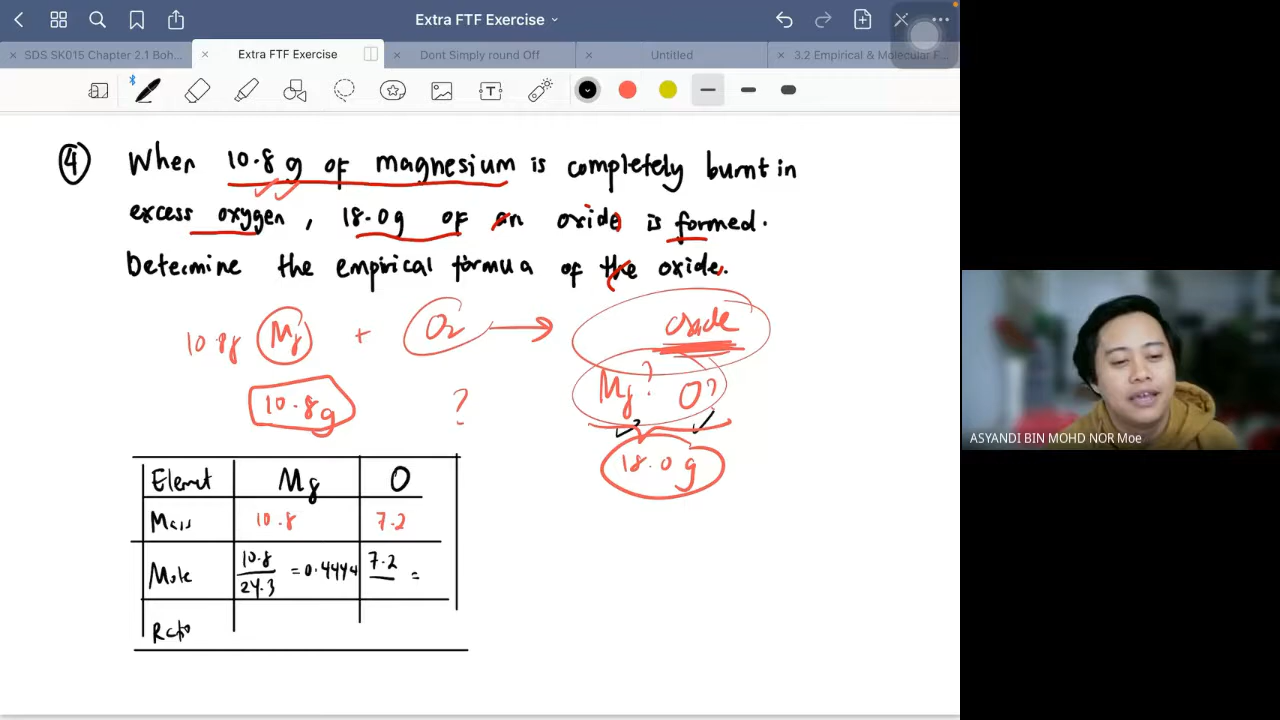 Extra FTF Exercise
SDS SK015 Chapter 2.1 Boh...
Extra FTF Exercise
Dont Simply round Off
Untitled
3.2 Empirical & Molecular F...
④ When 10.8 g of magnesium is completely burnt in
excess oxygen, 18.0g of an oxide is formed.
Determine the empirical formua of the oxide.
10.8g Mg + O2 → oxide
10.8g ? Mg? O?
18.0 g
Element Mg O
Mass 10.8 7.2
Mole 10.8/24.3 = 0.4444 7.2/ =
Ratio
ASYANDI BIN MOHD NOR Moe